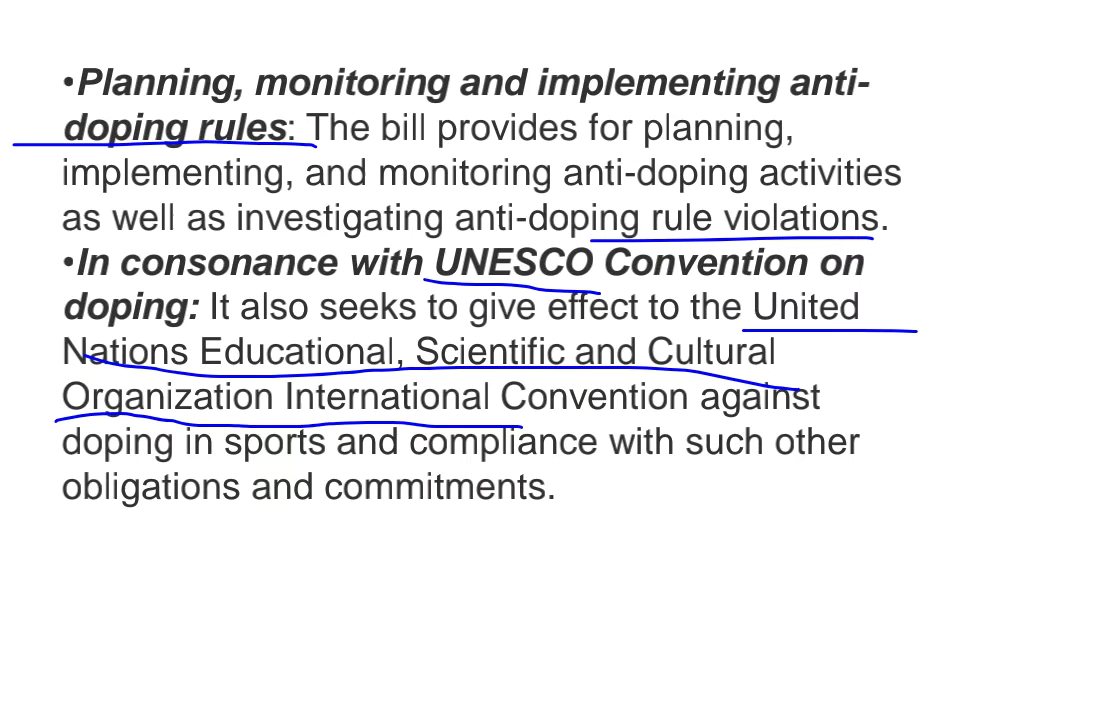 •Planning, monitoring and implementing anti-
doping rules: The bill provides for planning,
implementing, and monitoring anti-doping activities
as well as investigating anti-doping rule violations.
•In consonance with UNESCO Convention on
doping: It also seeks to give effect to the United
Nations Educational, Scientific and Cultural
Organization International Convention against
doping in sports and compliance with such other
obligations and commitments.